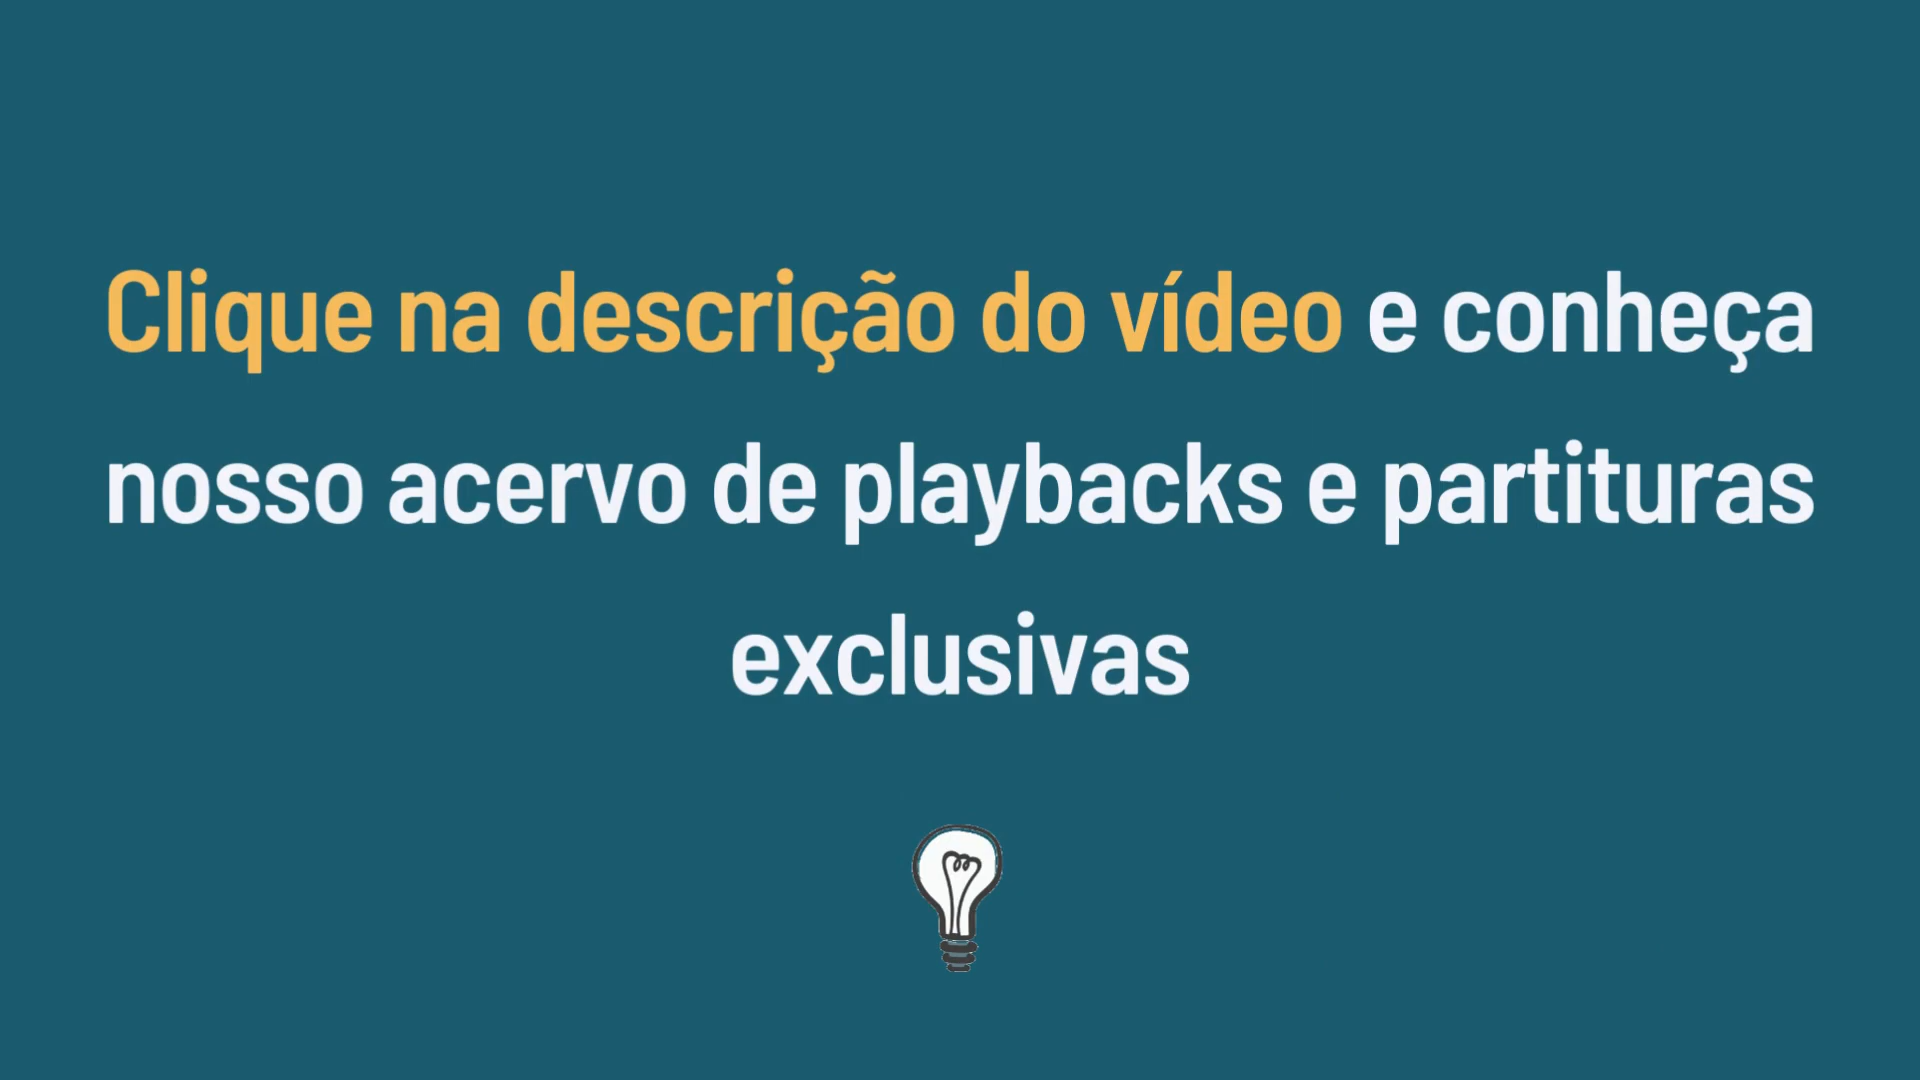 Clique na descrição do vídeo e conheça
nosso acervo de playbacks e partituras
exclusivas